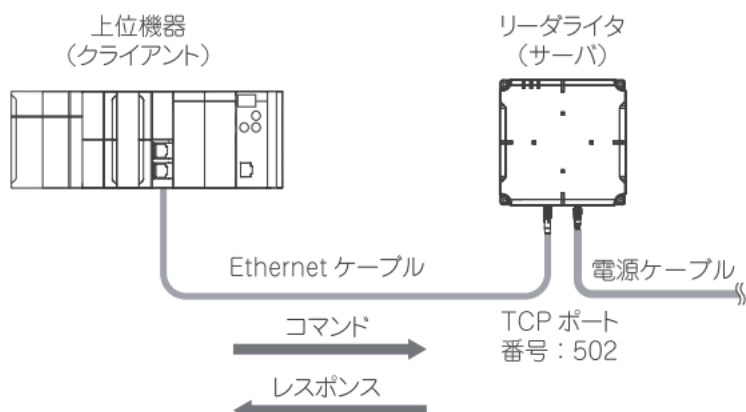 上位機器
（クライアント）
リーダライタ
（サーバ）
Ethernet ケーブル
電源ケーブル
コマンド
TCP ポート
番号：502
レスポンス